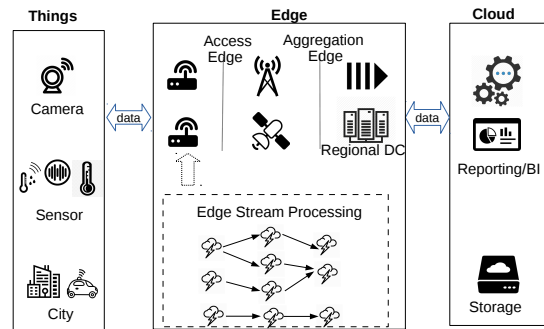 Things
Edge
Cloud
Access
Edge
Aggregation
Edge
Camera
data
data
Regional DC
Reporting/BI
Sensor
Edge Stream Processing
City
Storage